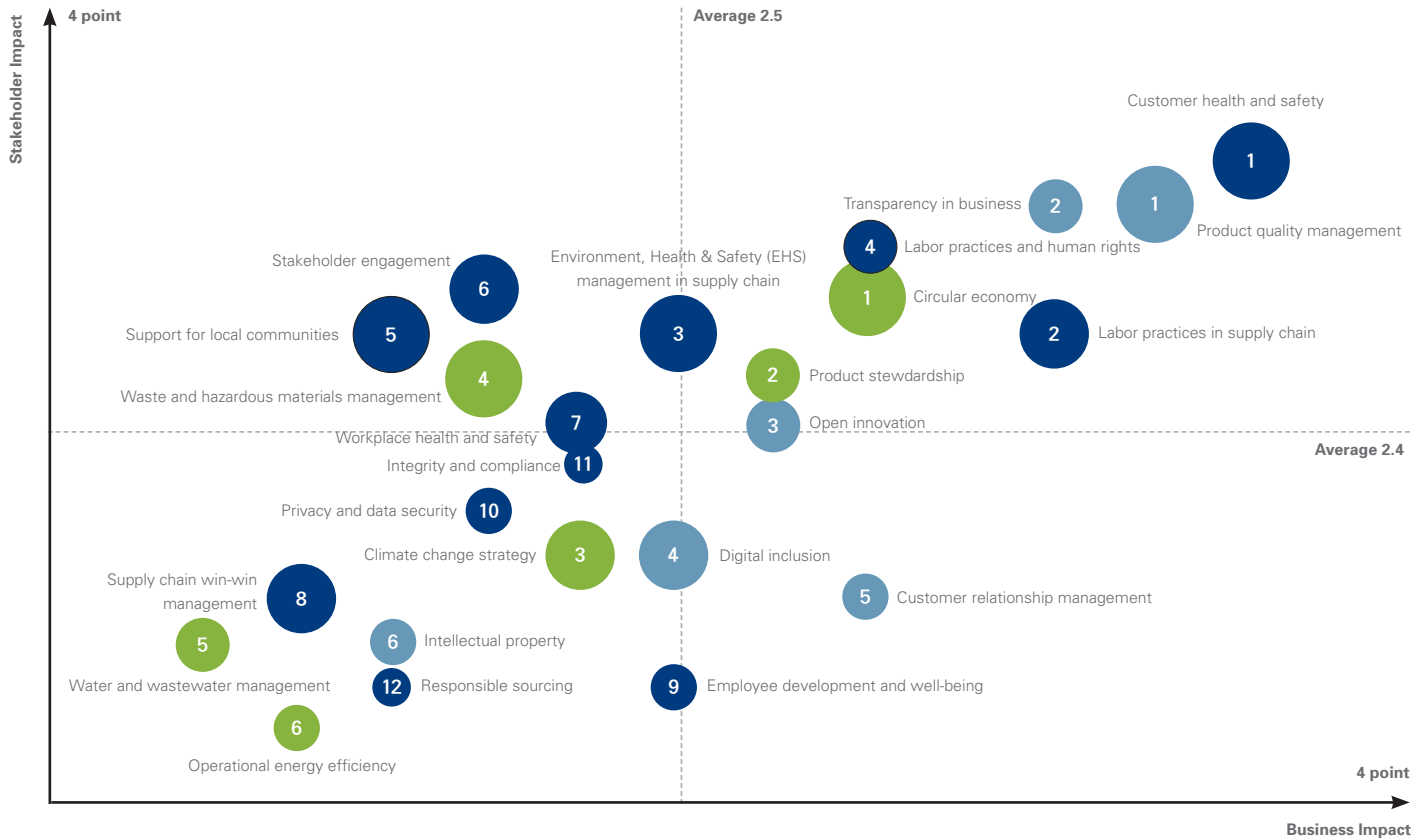 Stakeholder Impact
4 point
Average 2.5
Customer health and safety
1
Transparency in business
2
1
Product quality management
4
Labor practices and human rights
Stakeholder engagement
6
Environment, Health & Safety (EHS)
management in supply chain
3
1
Circular economy
Support for local communities
5
2
Labor practices in supply chain
4
Waste and hazardous materials management
2
Product stewdardship
7
Workplace health and safety
3
Open innovation
Average 2.4
Integrity and compliance
11
Privacy and data security
10
Climate change strategy
3
4
Digital inclusion
Supply chain win-win
management
8
5
Customer relationship management
5
Water and wastewater management
6
Intellectual property
12
Responsible sourcing
9
Employee development and well-being
6
Operational energy efficiency
4 point
Business Impact